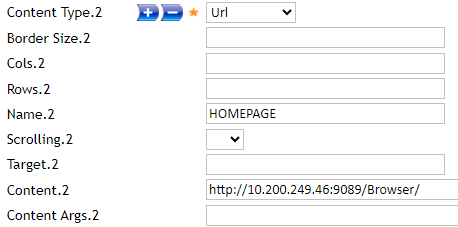 Content Type.2 Url
Border Size.2
Cols.2
Rows.2
Name.2 HOMEPAGE
Scrolling.2
Target.2
Content.2 http://10.200.249.46:9089/Browser/
Content Args.2